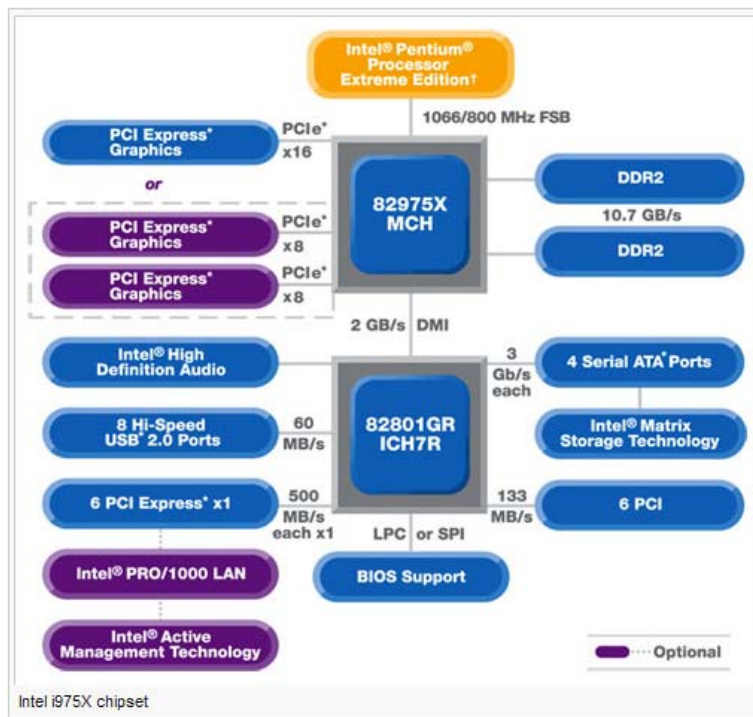 Intel® Pentium®
Processor
Extreme Edition†
1066/800 MHz FSB
PCI Express*
Graphics
PCIe*
x16
or
PCI Express*
Graphics
PCIe*
x8
PCI Express*
Graphics
PCIe*
x8
82975X
MCH
DDR2
10.7 GB/s
DDR2
2 GB/s DMI
Intel® High
Definition Audio
8 Hi-Speed
USB* 2.0 Ports
60
MB/s
6 PCI Express* x1
500
MB/s
each x1
82801GR
ICH7R
3
Gb/s
each
4 Serial ATA* Ports
Intel® Matrix
Storage Technology
133
MB/s
6 PCI
LPC or SPI
BIOS Support
Intel® PRO/1000 LAN
Intel® Active
Management Technology
Optional
Intel i975X chipset